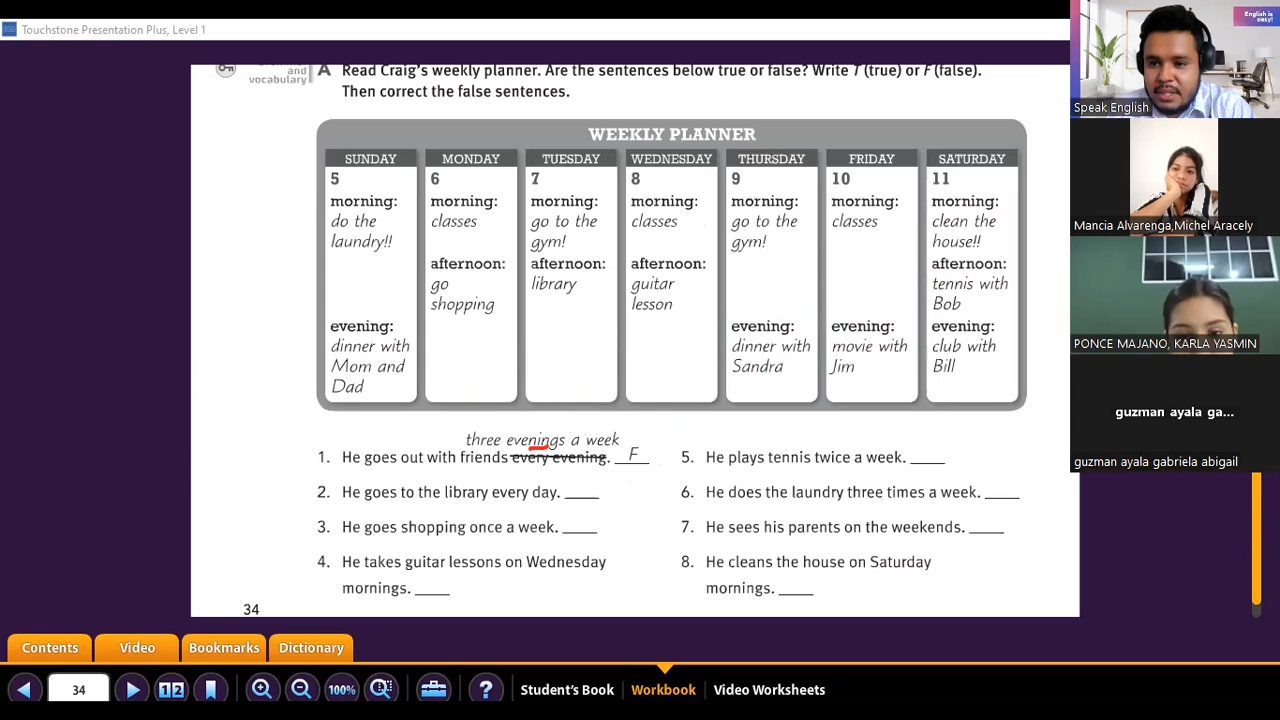 Touchstone Presentation Plus, Level 1
and
vocabulary
A Read Craig's weekly planner. Are the sentences below true or false? Write T (true) or F (false).
Then correct the false sentences.
WEEKLY PLANNER
SUNDAY
5
morning:
do the
laundry!!
evening:
dinner with
Mom and
Dad
MONDAY
6
morning:
classes
afternoon:
go
shopping
TUESDAY
7
morning:
go to the
gym!
afternoon:
library
WEDNESDAY
8
morning:
classes
afternoon:
guitar
lesson
THURSDAY
9
morning:
go to the
gym!
evening:
dinner with
Sandra
FRIDAY
10
morning:
classes
evening:
movie with
Jim
SATURDAY
11
morning:
clean the
house!!
afternoon:
tennis with
Bob
evening:
club with
Bill
three evenings a week
1. He goes out with friends every evening. F
2. He goes to the library every day. ____
3. He goes shopping once a week. ____
4. He takes guitar lessons on Wednesday
mornings. ____
5. He plays tennis twice a week. ____
6. He does the laundry three times a week. ____
7. He sees his parents on the weekends. ____
8. He cleans the house on Saturday
mornings. ____
34
Contents Video Bookmarks Dictionary
34 12 100% ? Student's Book Workbook Video Worksheets
English is
easy!
Speak English
Mancia Alvarenga,Michel Aracely
PONCE MAJANO, KARLA YASMIN
guzman ayala ga...
guzman ayala gabriela abigail